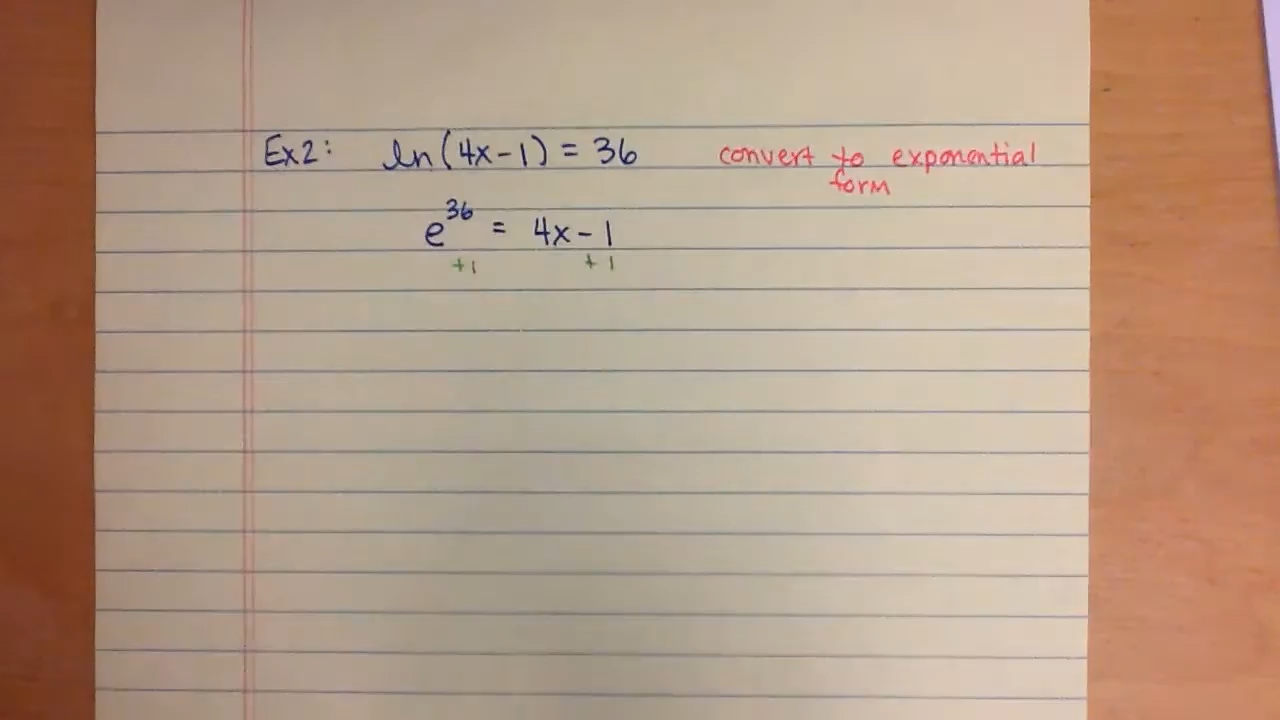 Ex2: ln(4x-1) = 36 convert to exponential
form
e^36 = 4x-1
+1 +1